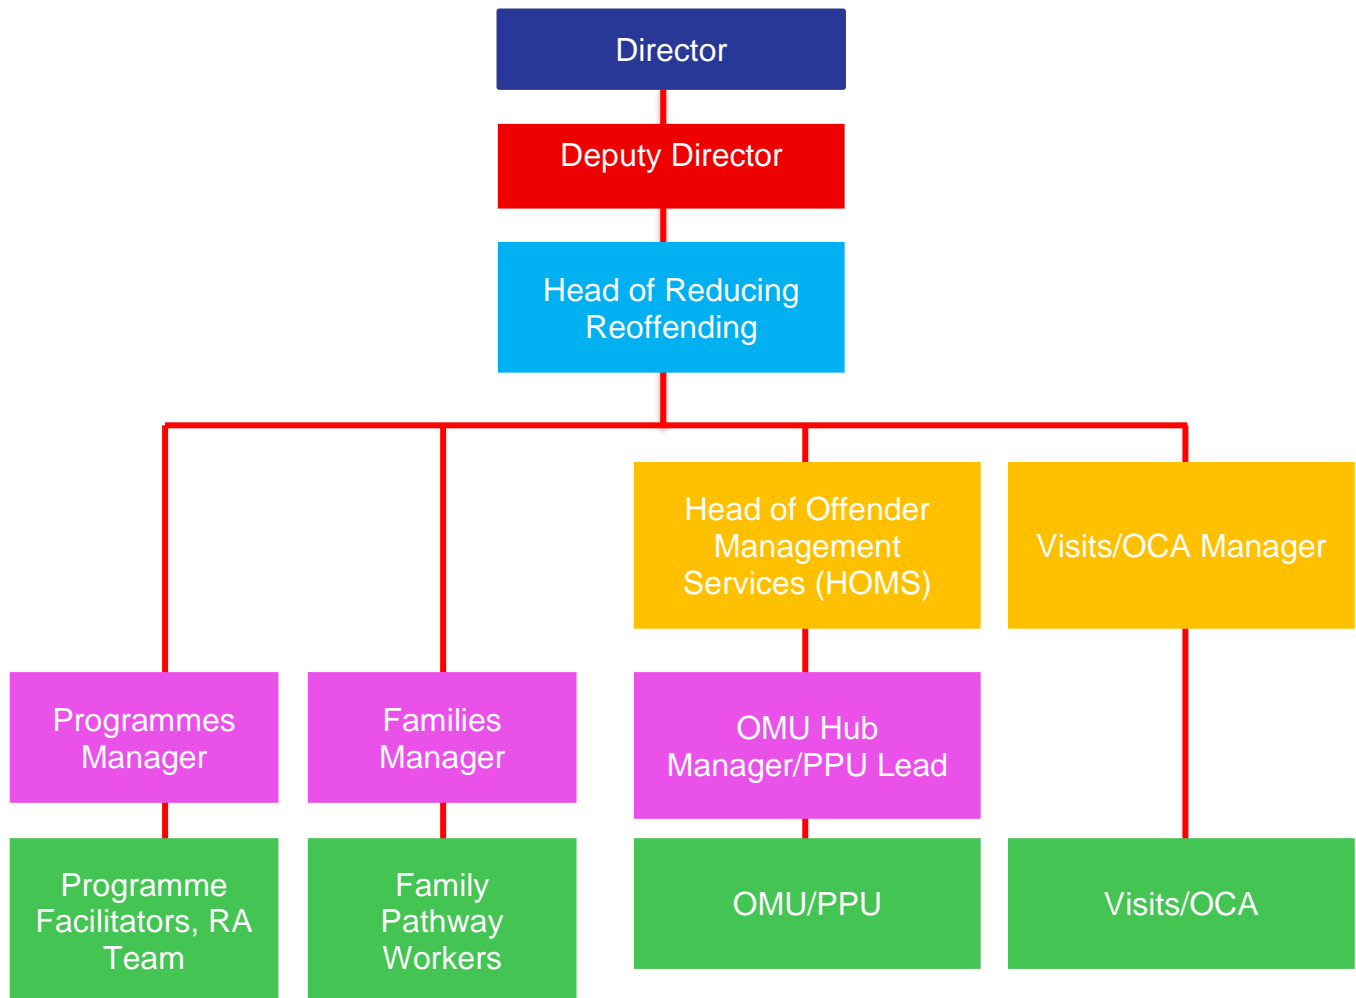 Director
Deputy Director
Head of Reducing
Reoffending
Head of Offender
Management
Services (HOMS)
Visits/OCA Manager
Programmes
Manager
Families
Manager
OMU Hub
Manager/PPU Lead
Programme
Facilitators, RA
Team
Family
Pathway
Workers
OMU/PPU
Visits/OCA